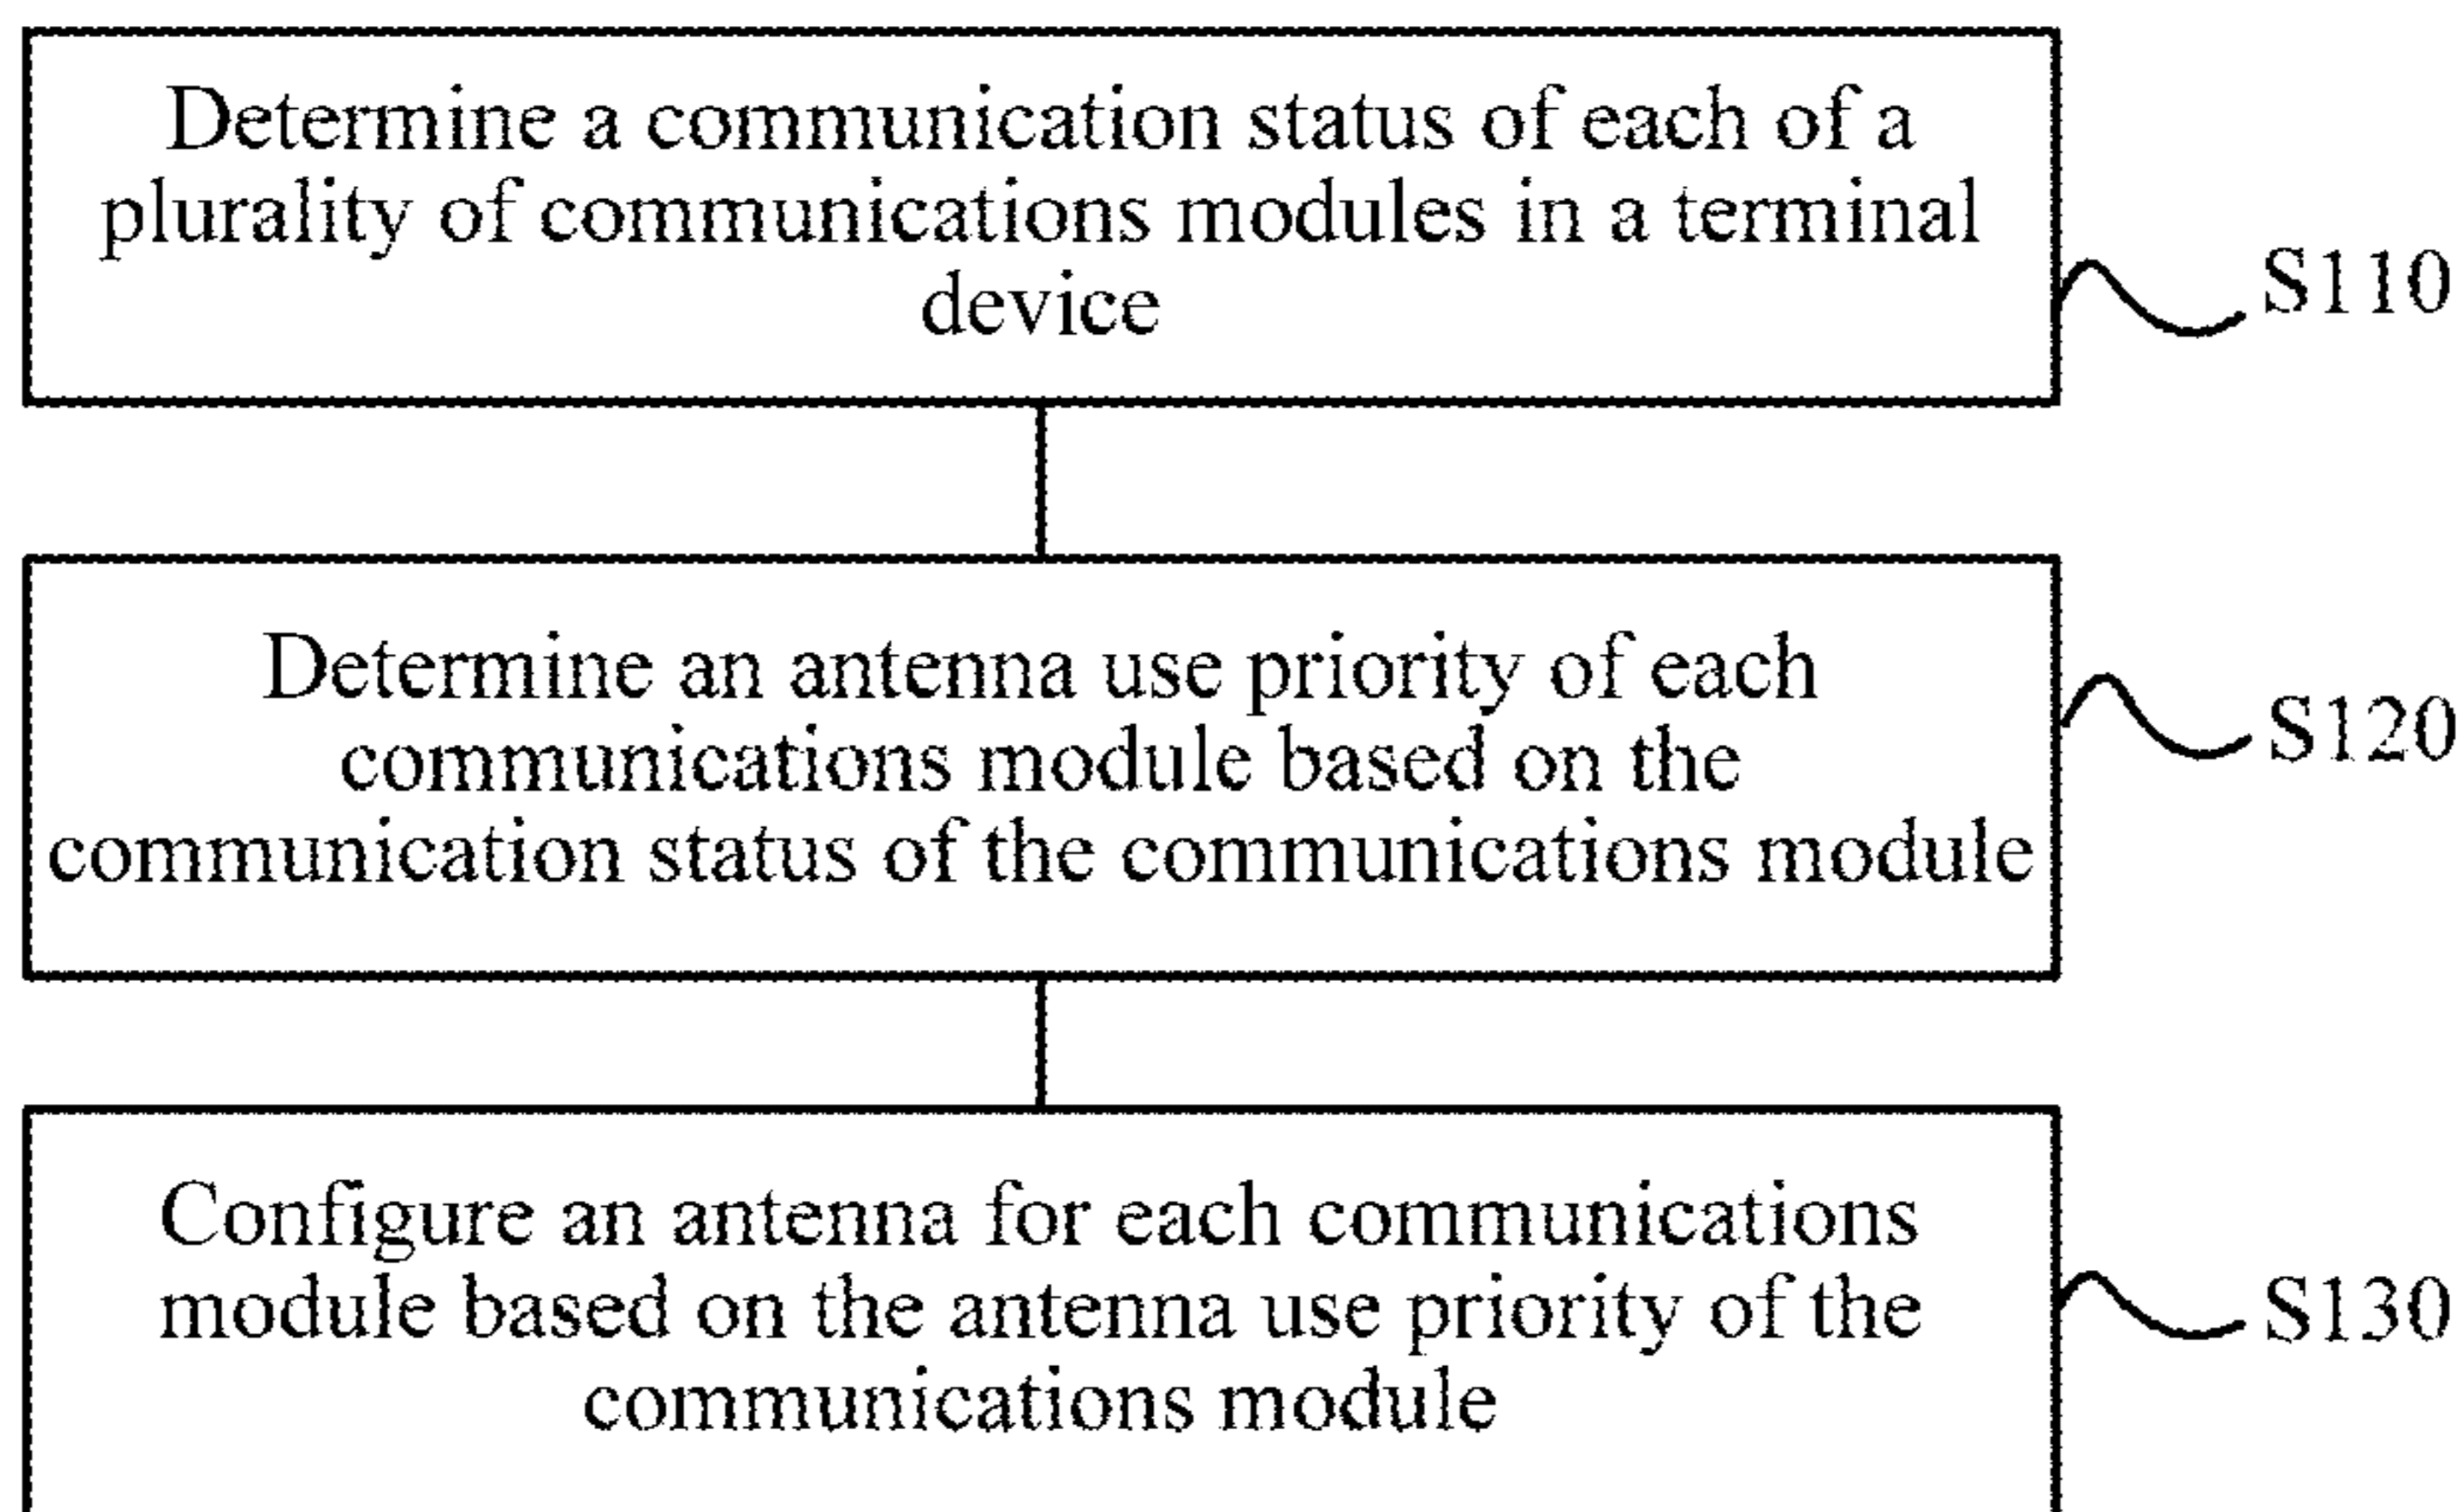 Determine a communication status of each of a
plurality of communications modules in a terminal
device
S110
Determine an antenna use priority of each
communications module based on the
communication status of the communications module
S120
Configure an antenna for each communications
module based on the antenna use priority of the
communications module
S130